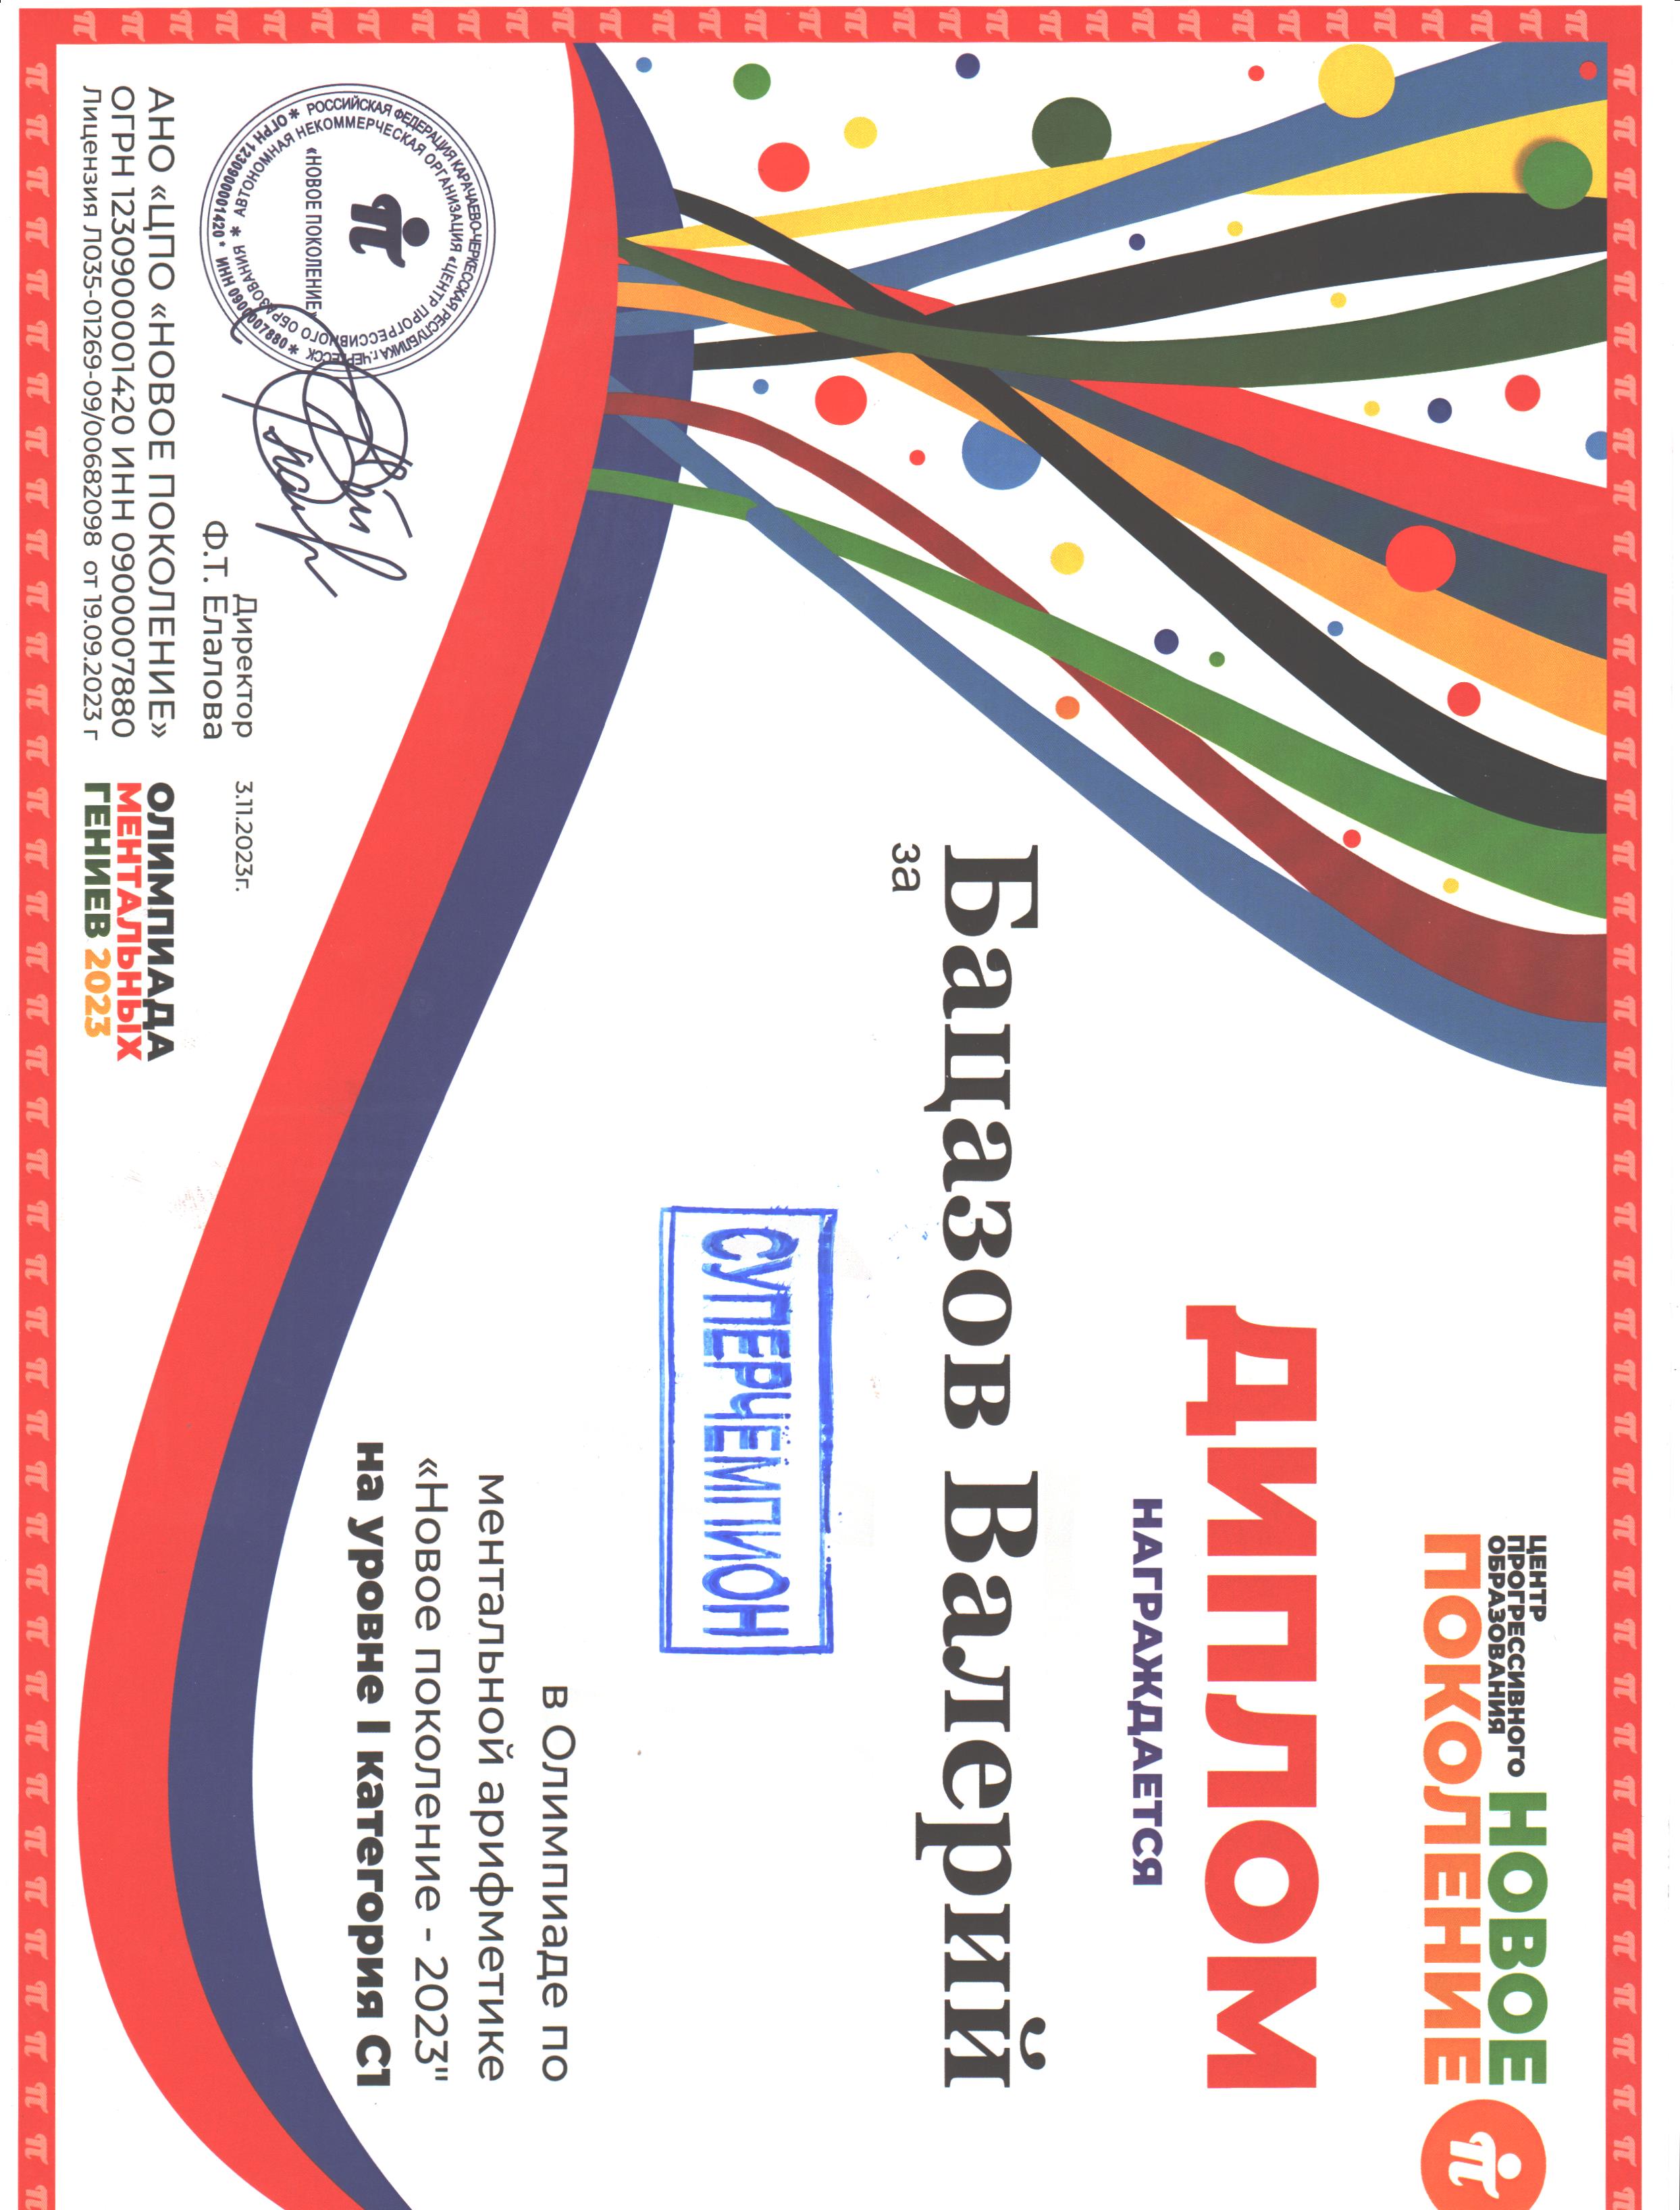 ЦЕНТР
ПРОГРЕССИВНОГО
ОБРАЗОВАНИЯ
НОВОЕ
ПОКОЛЕНИЕ
ДИПЛОМ
НАГРАЖДАЕТСЯ
Бацазов Валерий
за
СУПЕРЧЕМПИОН
в Олимпиаде по
ментальной арифметике
«Новое поколение - 2023"
на уровне I категория С1
Директор
Ф.Т. Елалова
3.11.2023г.
РОССИЙСКАЯ ФЕДЕРАЦИЯ КАРАЧАЕВО-ЧЕРКЕССКАЯ РЕСПУБЛИКА г. ЧЕРКЕССК
* ОГРН 1230900001420 * ИНН 0900007880 *
* АВТОНОМНАЯ НЕКОММЕРЧЕСКАЯ ОРГАНИЗАЦИЯ «ЦЕНТР ПРОГРЕССИВНОГО ОБРАЗОВАНИЯ
«НОВОЕ ПОКОЛЕНИЕ»
АНО «ЦПО «НОВОЕ ПОКОЛЕНИЕ»
ОГРН 1230900001420 ИНН 0900007880
Лицензия Л035-01269-09/00682098 от 19.09.2023 г
ОЛИМПИАДА
МЕНТАЛЬНЫХ
ГЕНИЕВ 2023